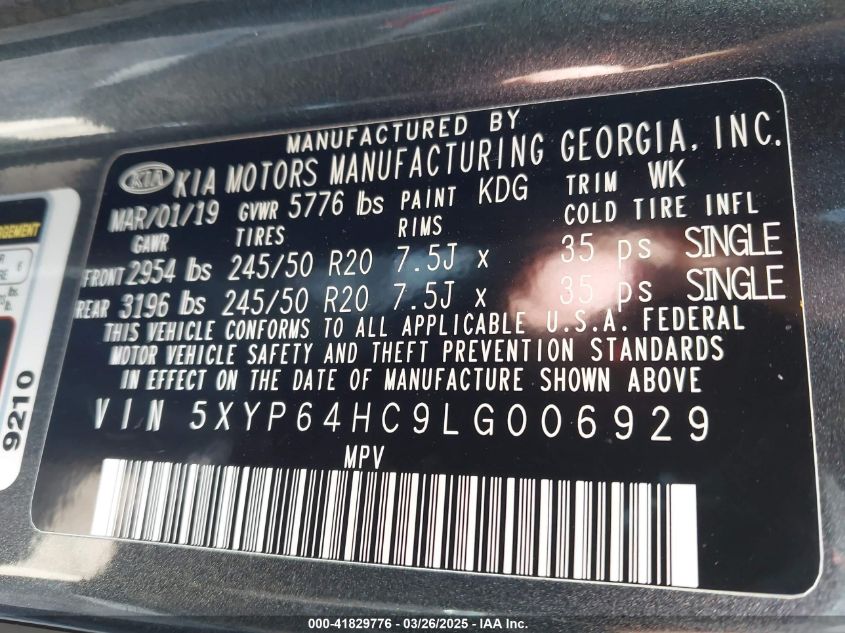 MANUFACTURED BY
KIA KIA MOTORS MANUFACTURING GEORGIA, INC.
MAR/01/19 GVWR 5776 lbs PAINT KDG TRIM WK
GAWR TIRES RIMS COLD TIRE INFL
FRONT 2954 lbs 245/50 R20 7.5J x 35 ps SINGLE
REAR 3196 lbs 245/50 R20 7.5J x 35 ps SINGLE
THIS VEHICLE CONFORMS TO ALL APPLICABLE U.S.A. FEDERAL
MOTOR VEHICLE SAFETY AND THEFT PREVENTION STANDARDS
IN EFFECT ON THE DATE OF MANUFACTURE SHOWN ABOVE
VIN 5XYP64HC9LG006929
MPV
9210
000-41829776 - 03/26/2025 - IAA Inc.